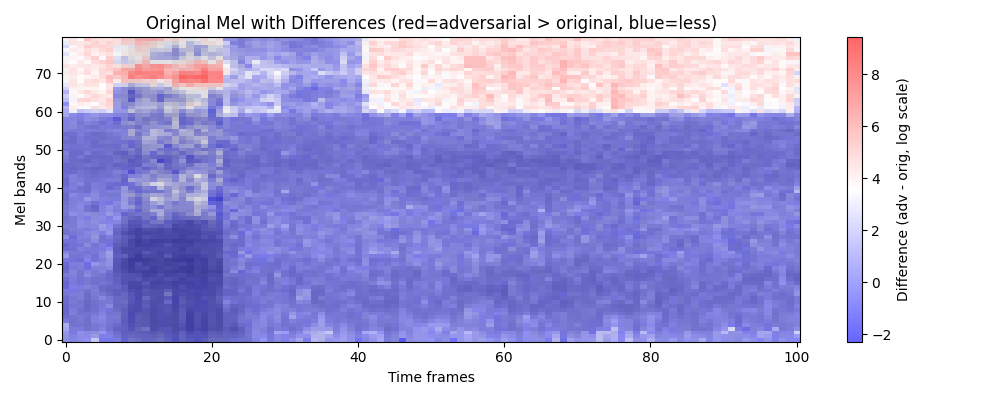 Original Mel with Differences (red=adversarial > original, blue=less)
Mel bands
70
60
50
40
30
20
10
0
0 20 40 60 80 100
Time frames
8
6
4
2
0
−2
Difference (adv - orig, log scale)